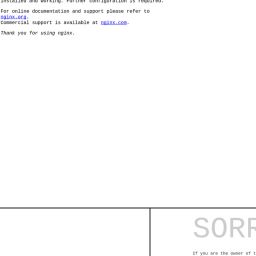 installed and working. Further configuration is required.
For online documentation and support please refer to
nginx.org.
Commercial support is available at nginx.com.
Thank you for using nginx.
SORR
If you are the owner of t